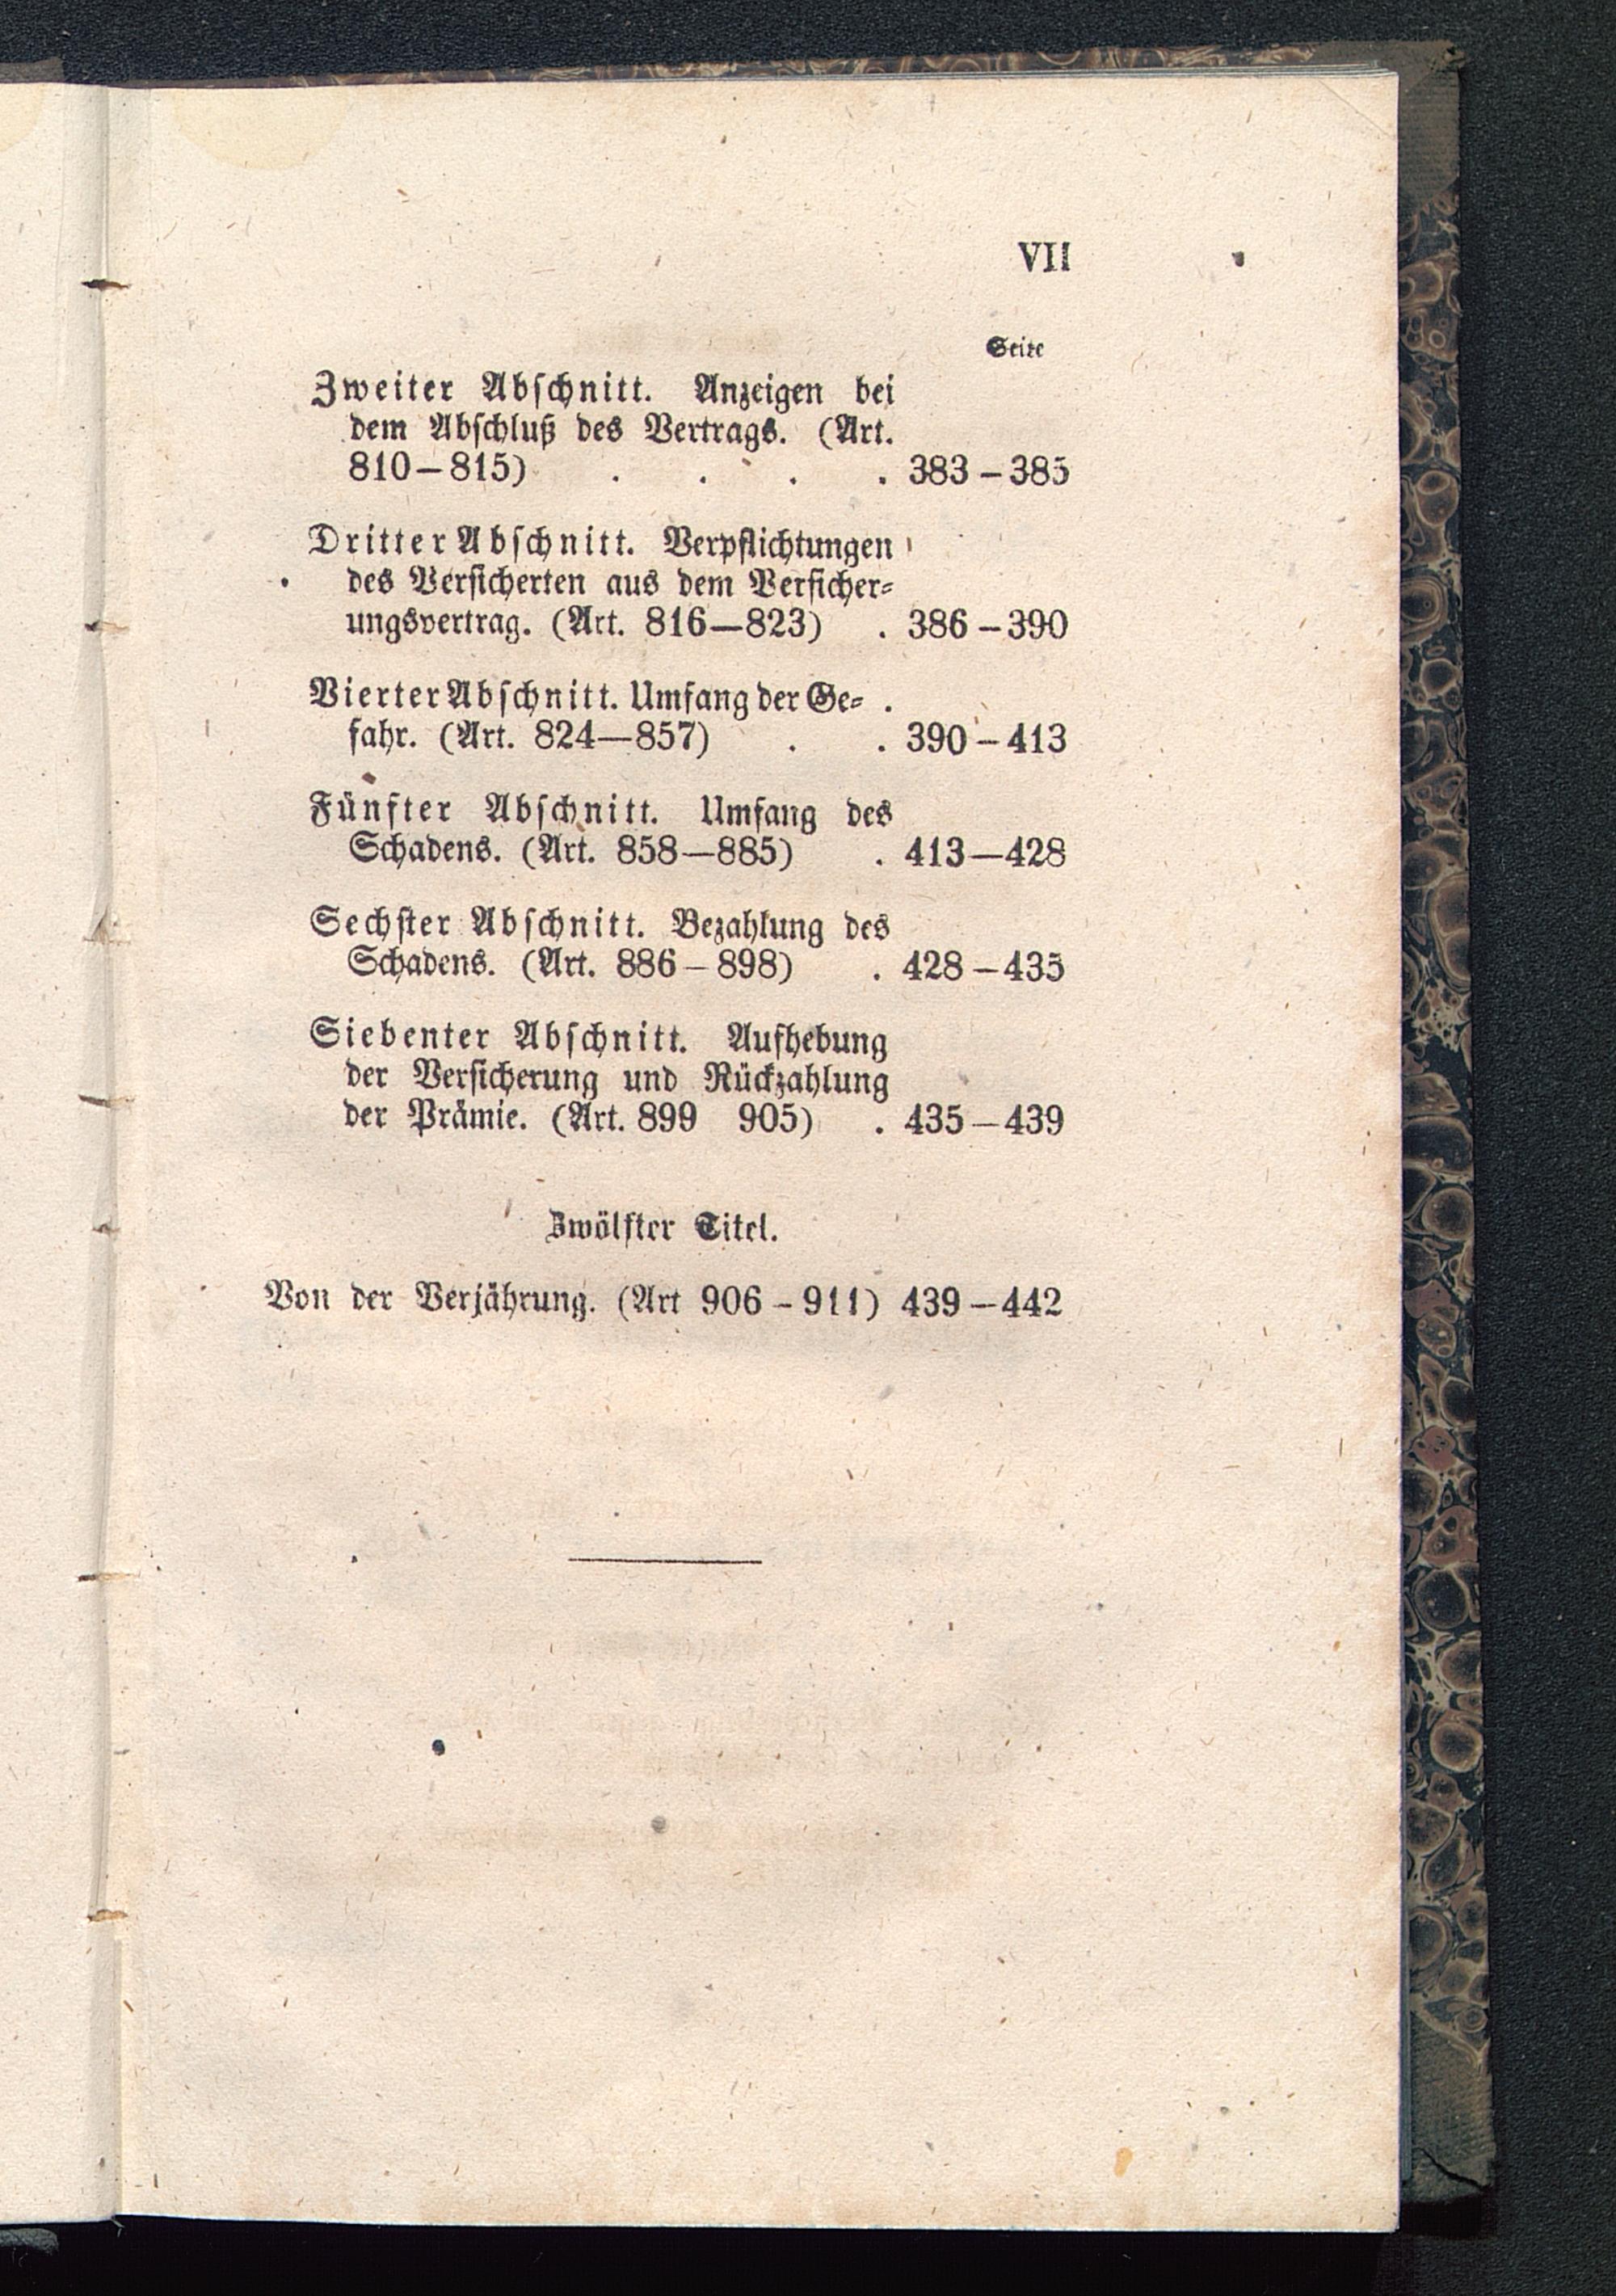 VII
Seite
Zweiter Abschnitt. Anzeigen bei
dem Abschluß des Vertrags. (Art.
810–815) . . . . 383–385
Dritter Abschnitt. Verpflichtungen
des Versicherten aus dem Versicher-
ungsvertrag. (Art. 816—823) . 386–390
Vierter Abschnitt. Umfang der Ge- .
fahr. (Art. 824—857) . . 390–413
Fünfter Abschnitt. Umfang des
Schadens. (Art. 858—885) . 413—428
Sechster Abschnitt. Bezahlung des
Schadens. (Art. 886–898) . 428–435
Siebenter Abschnitt. Aufhebung
der Versicherung und Rückzahlung
der Prämie. (Art. 899 905) . 435–439
Zwölfter Titel.
Von der Verjährung. (Art 906–911) 439–442